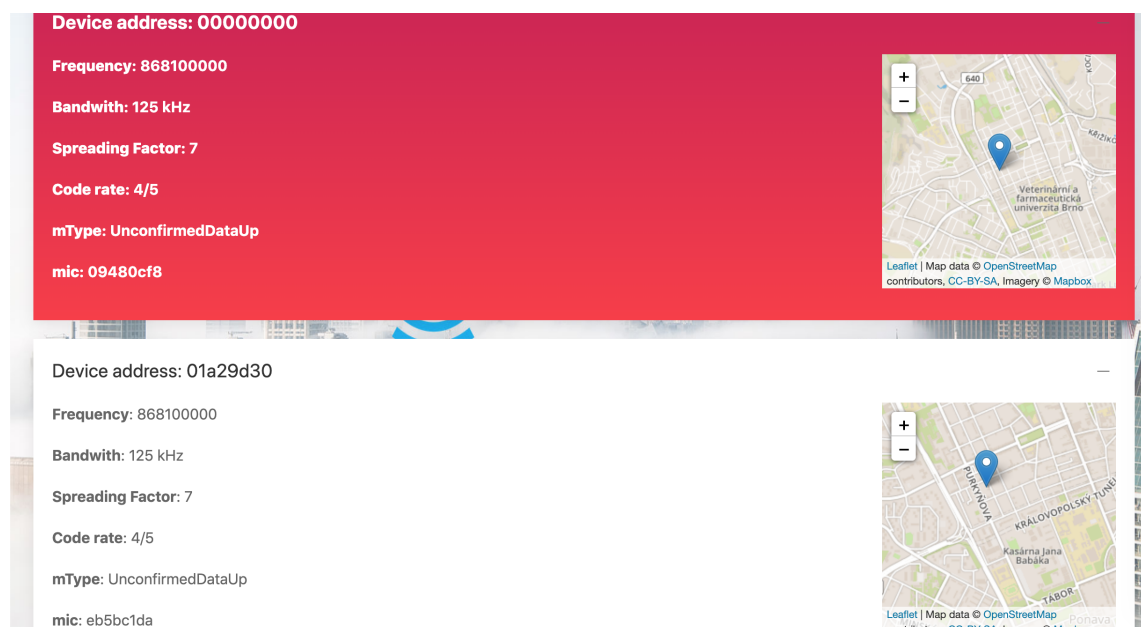 Device address: 00000000
Frequency: 868100000
Bandwith: 125 kHz
Spreading Factor: 7
Code rate: 4/5
mType: UnconfirmedDataUp
mic: 09480cf8
+
−
640
Veterinární a
farmaceutická
univerzita Brno
Leaflet | Map data © OpenStreetMap
contributors, CC-BY-SA, Imagery © Mapbox
Device address: 01a29d30
Frequency: 868100000
Bandwith: 125 kHz
Spreading Factor: 7
Code rate: 4/5
mType: UnconfirmedDataUp
mic: eb5bc1da
+
−
PURKYŇOVA
KRÁLOVOPOLSKÝ
Kasárna Jana
Babáka
TÁBOR
Leaflet | Map data © OpenStreetMap
Ponava